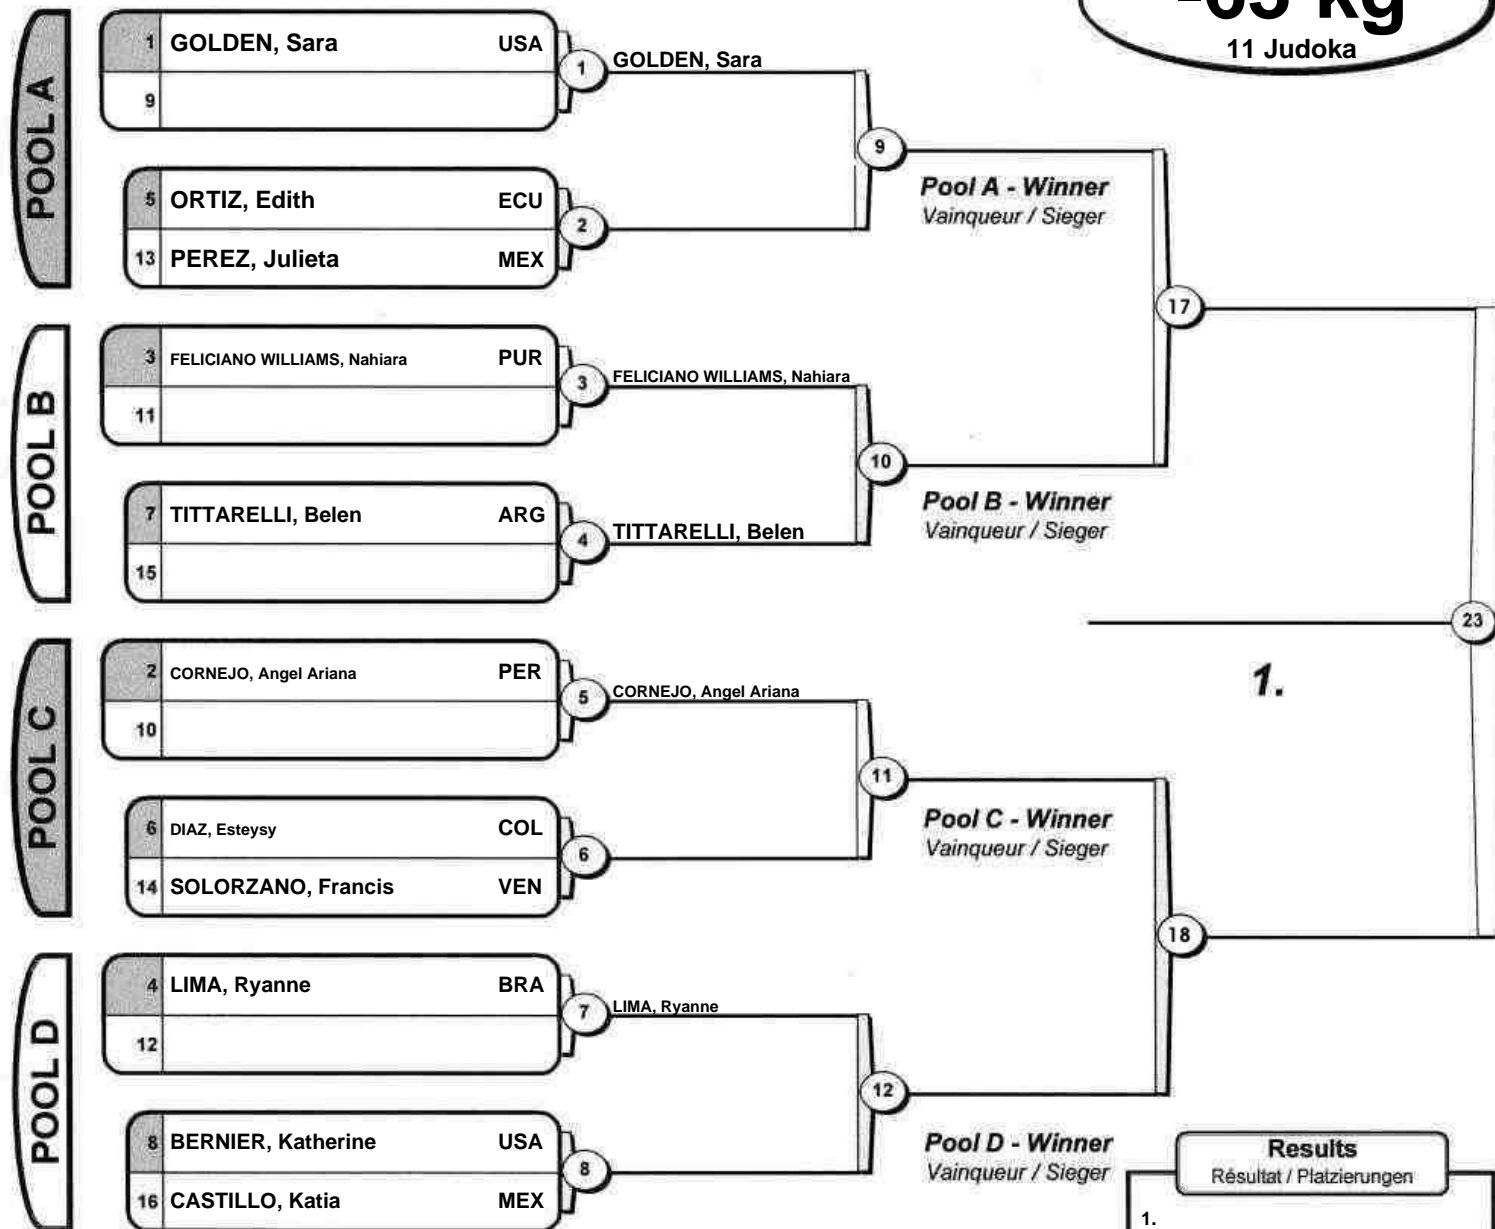 -63 kg
11 Judoka
POOL A
1 GOLDEN, Sara USA
9
1 GOLDEN, Sara
5 ORTIZ, Edith ECU
13 PEREZ, Julieta MEX
2
9
Pool A - Winner
Vainqueur / Sieger
POOL B
3 FELICIANO WILLIAMS, Nahiara PUR
11
3 FELICIANO WILLIAMS, Nahiara
7 TITTARELLI, Belen ARG
15
4 TITTARELLI, Belen
10
Pool B - Winner
Vainqueur / Sieger
17
POOL C
2 CORNEJO, Angel Ariana PER
10
5 CORNEJO, Angel Ariana
6 DIAZ, Esteysy COL
14 SOLORZANO, Francis VEN
6
11
Pool C - Winner
Vainqueur / Sieger
23
1.
POOL D
4 LIMA, Ryanne BRA
12
7 LIMA, Ryanne
8 BERNIER, Katherine USA
16 CASTILLO, Katia MEX
8
12
Pool D - Winner
Vainqueur / Sieger
18
Results
Résultat / Platzierungen
1.